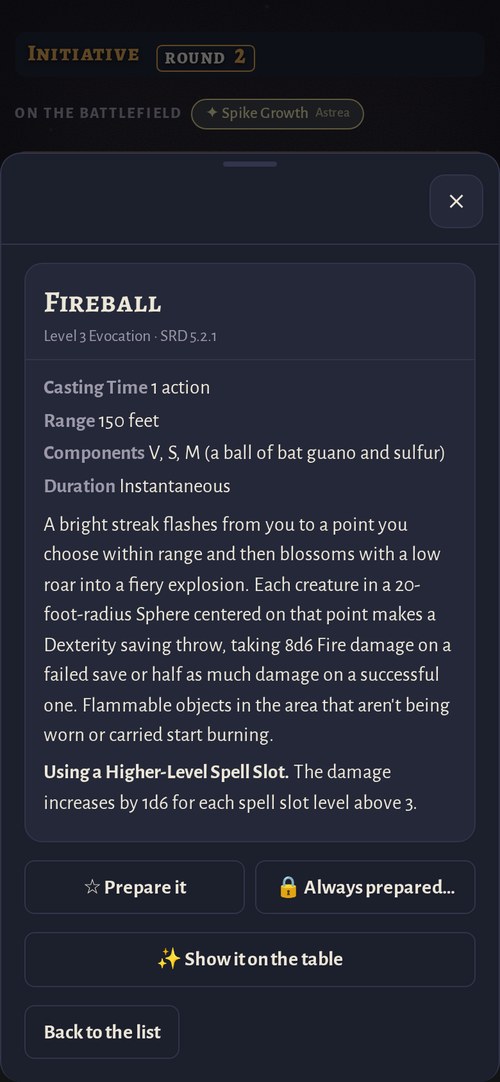 Initiative ROUND 2
ON THE BATTLEFIELD ✦ Spike Growth Astrea
×
Fireball
Level 3 Evocation · SRD 5.2.1
Casting Time 1 action
Range 150 feet
Components V, S, M (a ball of bat guano and sulfur)
Duration Instantaneous
A bright streak flashes from you to a point you
choose within range and then blossoms with a low
roar into a fiery explosion. Each creature in a 20-
foot-radius Sphere centered on that point makes a
Dexterity saving throw, taking 8d6 Fire damage on a
failed save or half as much damage on a successful
one. Flammable objects in the area that aren't being
worn or carried start burning.
Using a Higher-Level Spell Slot. The damage
increases by 1d6 for each spell slot level above 3.
☆ Prepare it
🔒 Always prepared...
✨ Show it on the table
Back to the list